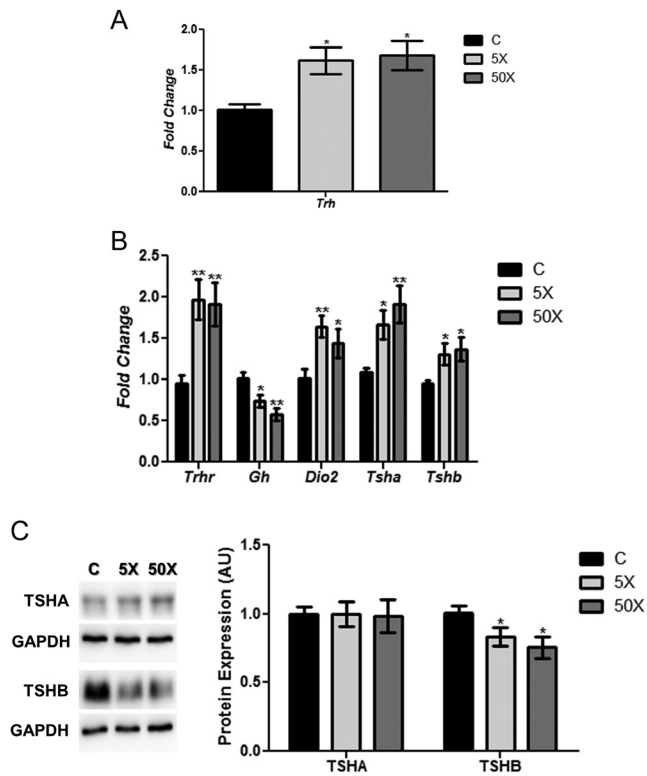 A
Fold Change
2.0
1.5
1.0
0.5
0.0
*
*
Trh
C
5X
50X
B
Fold Change
2.5
2.0
1.5
1.0
0.5
0.0
** **
* **
** *
* **
* *
Trhr Gh Dio2 Tsha Tshb
C
5X
50X
C
C 5X 50X
TSHA
GAPDH
TSHB
GAPDH
Protein Expression (AU)
1.5
1.0
0.5
0.0
* *
TSHA TSHB
C
5X
50X